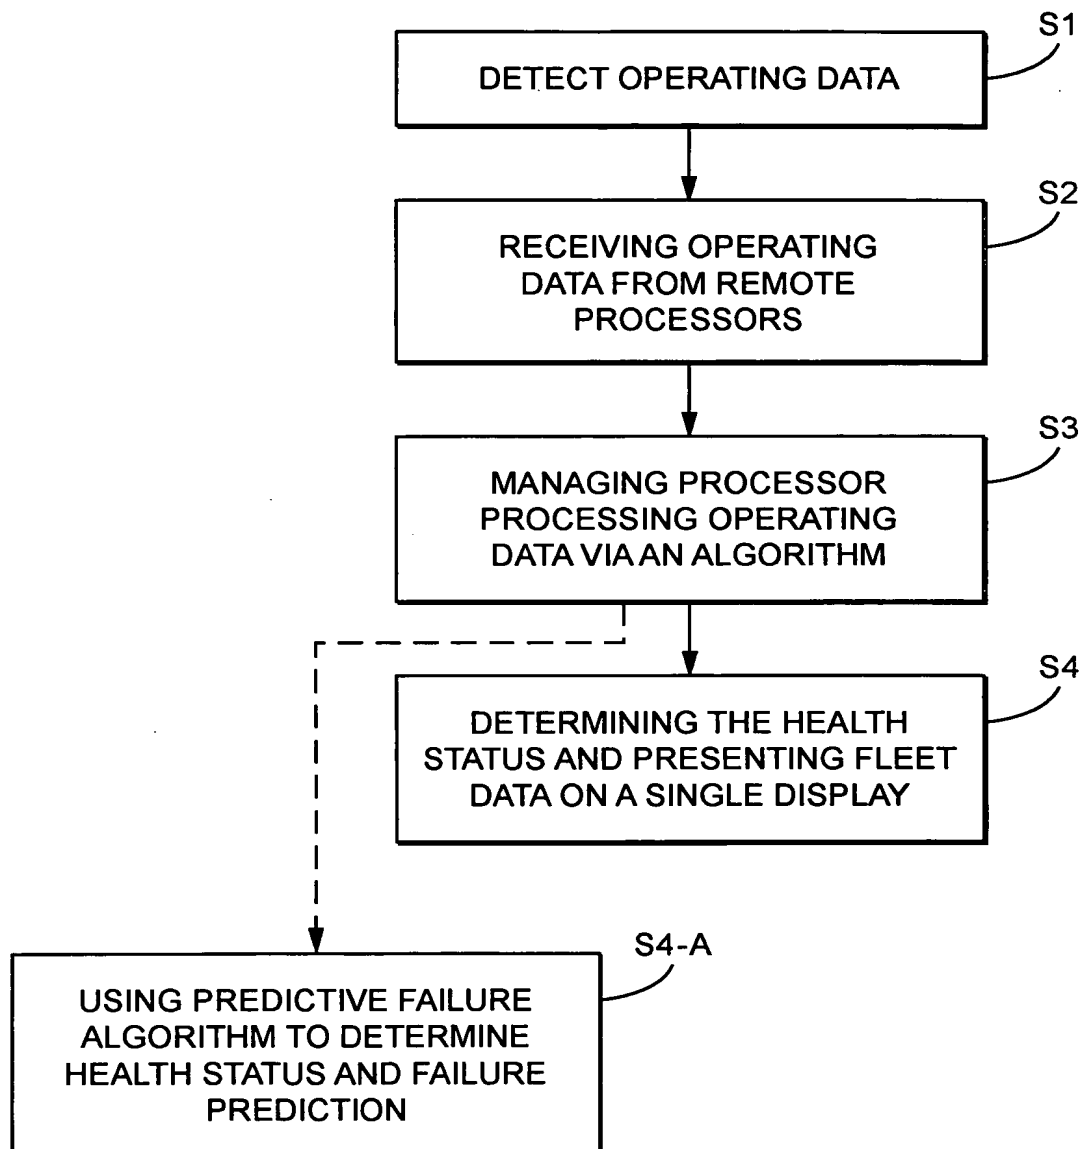 S1
DETECT OPERATING DATA
S2
RECEIVING OPERATING
DATA FROM REMOTE
PROCESSORS
S3
MANAGING PROCESSOR
PROCESSING OPERATING
DATA VIA AN ALGORITHM
S4
DETERMINING THE HEALTH
STATUS AND PRESENTING FLEET
DATA ON A SINGLE DISPLAY
S4-A
USING PREDICTIVE FAILURE
ALGORITHM TO DETERMINE
HEALTH STATUS AND FAILURE
PREDICTION